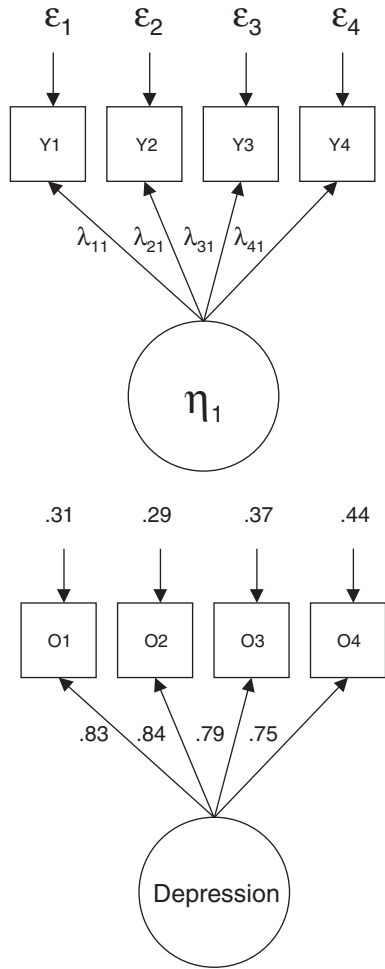 ε₁ ε₂ ε₃ ε₄
Y1 Y2 Y3 Y4
λ₁₁ λ₂₁ λ₃₁ λ₄₁
η₁
.31 .29 .37 .44
O1 O2 O3 O4
.83 .84 .79 .75
Depression